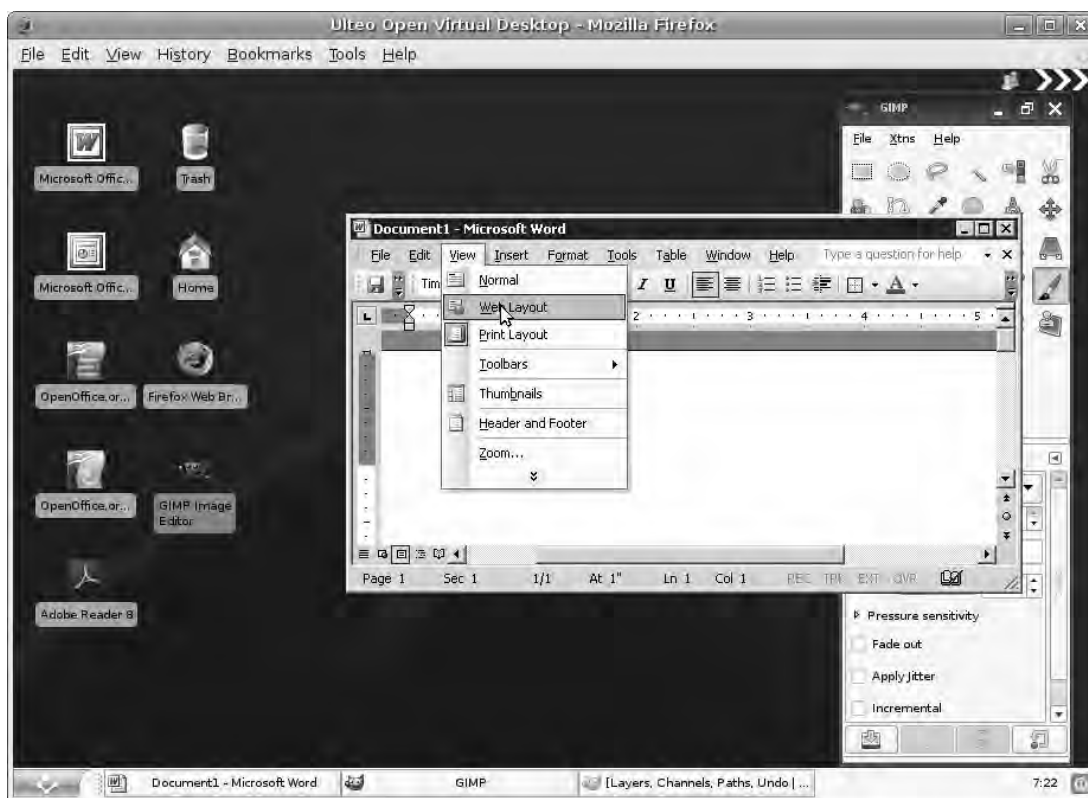 Ulteo Open Virtual Desktop - Mozilla Firefox
File Edit View History Bookmarks Tools Help
Microsoft Offic...
Trash
Microsoft Offic...
Home
OpenOffice.or...
Firefox Web Br...
OpenOffice.or...
GIMP Image
Editor
Adobe Reader 8
GIMP
File Xtns Help
Document1 - Microsoft Word
File Edit View Insert Format Tools Table Window Help Type a question for help
Tim
I U
Normal
Web Layout
Print Layout
Toolbars
Thumbnails
Header and Footer
Zoom...
L 2 3 4 5
Page 1 Sec 1 1/1 At 1" Ln 1 Col 1 REC TRK EXT OVR
Pressure sensitivity
Fade out
Apply Jitter
Incremental
Document1 - Microsoft Word GIMP [Layers, Channels, Paths, Undo | ... 7:22